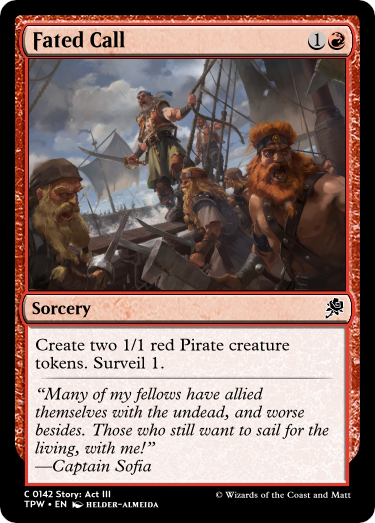 Fated Call 1
Sorcery
Create two 1/1 red Pirate creature
tokens. Surveil 1.
“Many of my fellows have allied
themselves with the undead, and worse
besides. Those who still want to sail for the
living, with me!”
—Captain Sofia
C 0142 Story: Act III
TPW • EN HELDER-ALMEIDA
© Wizards of the Coast and Matt